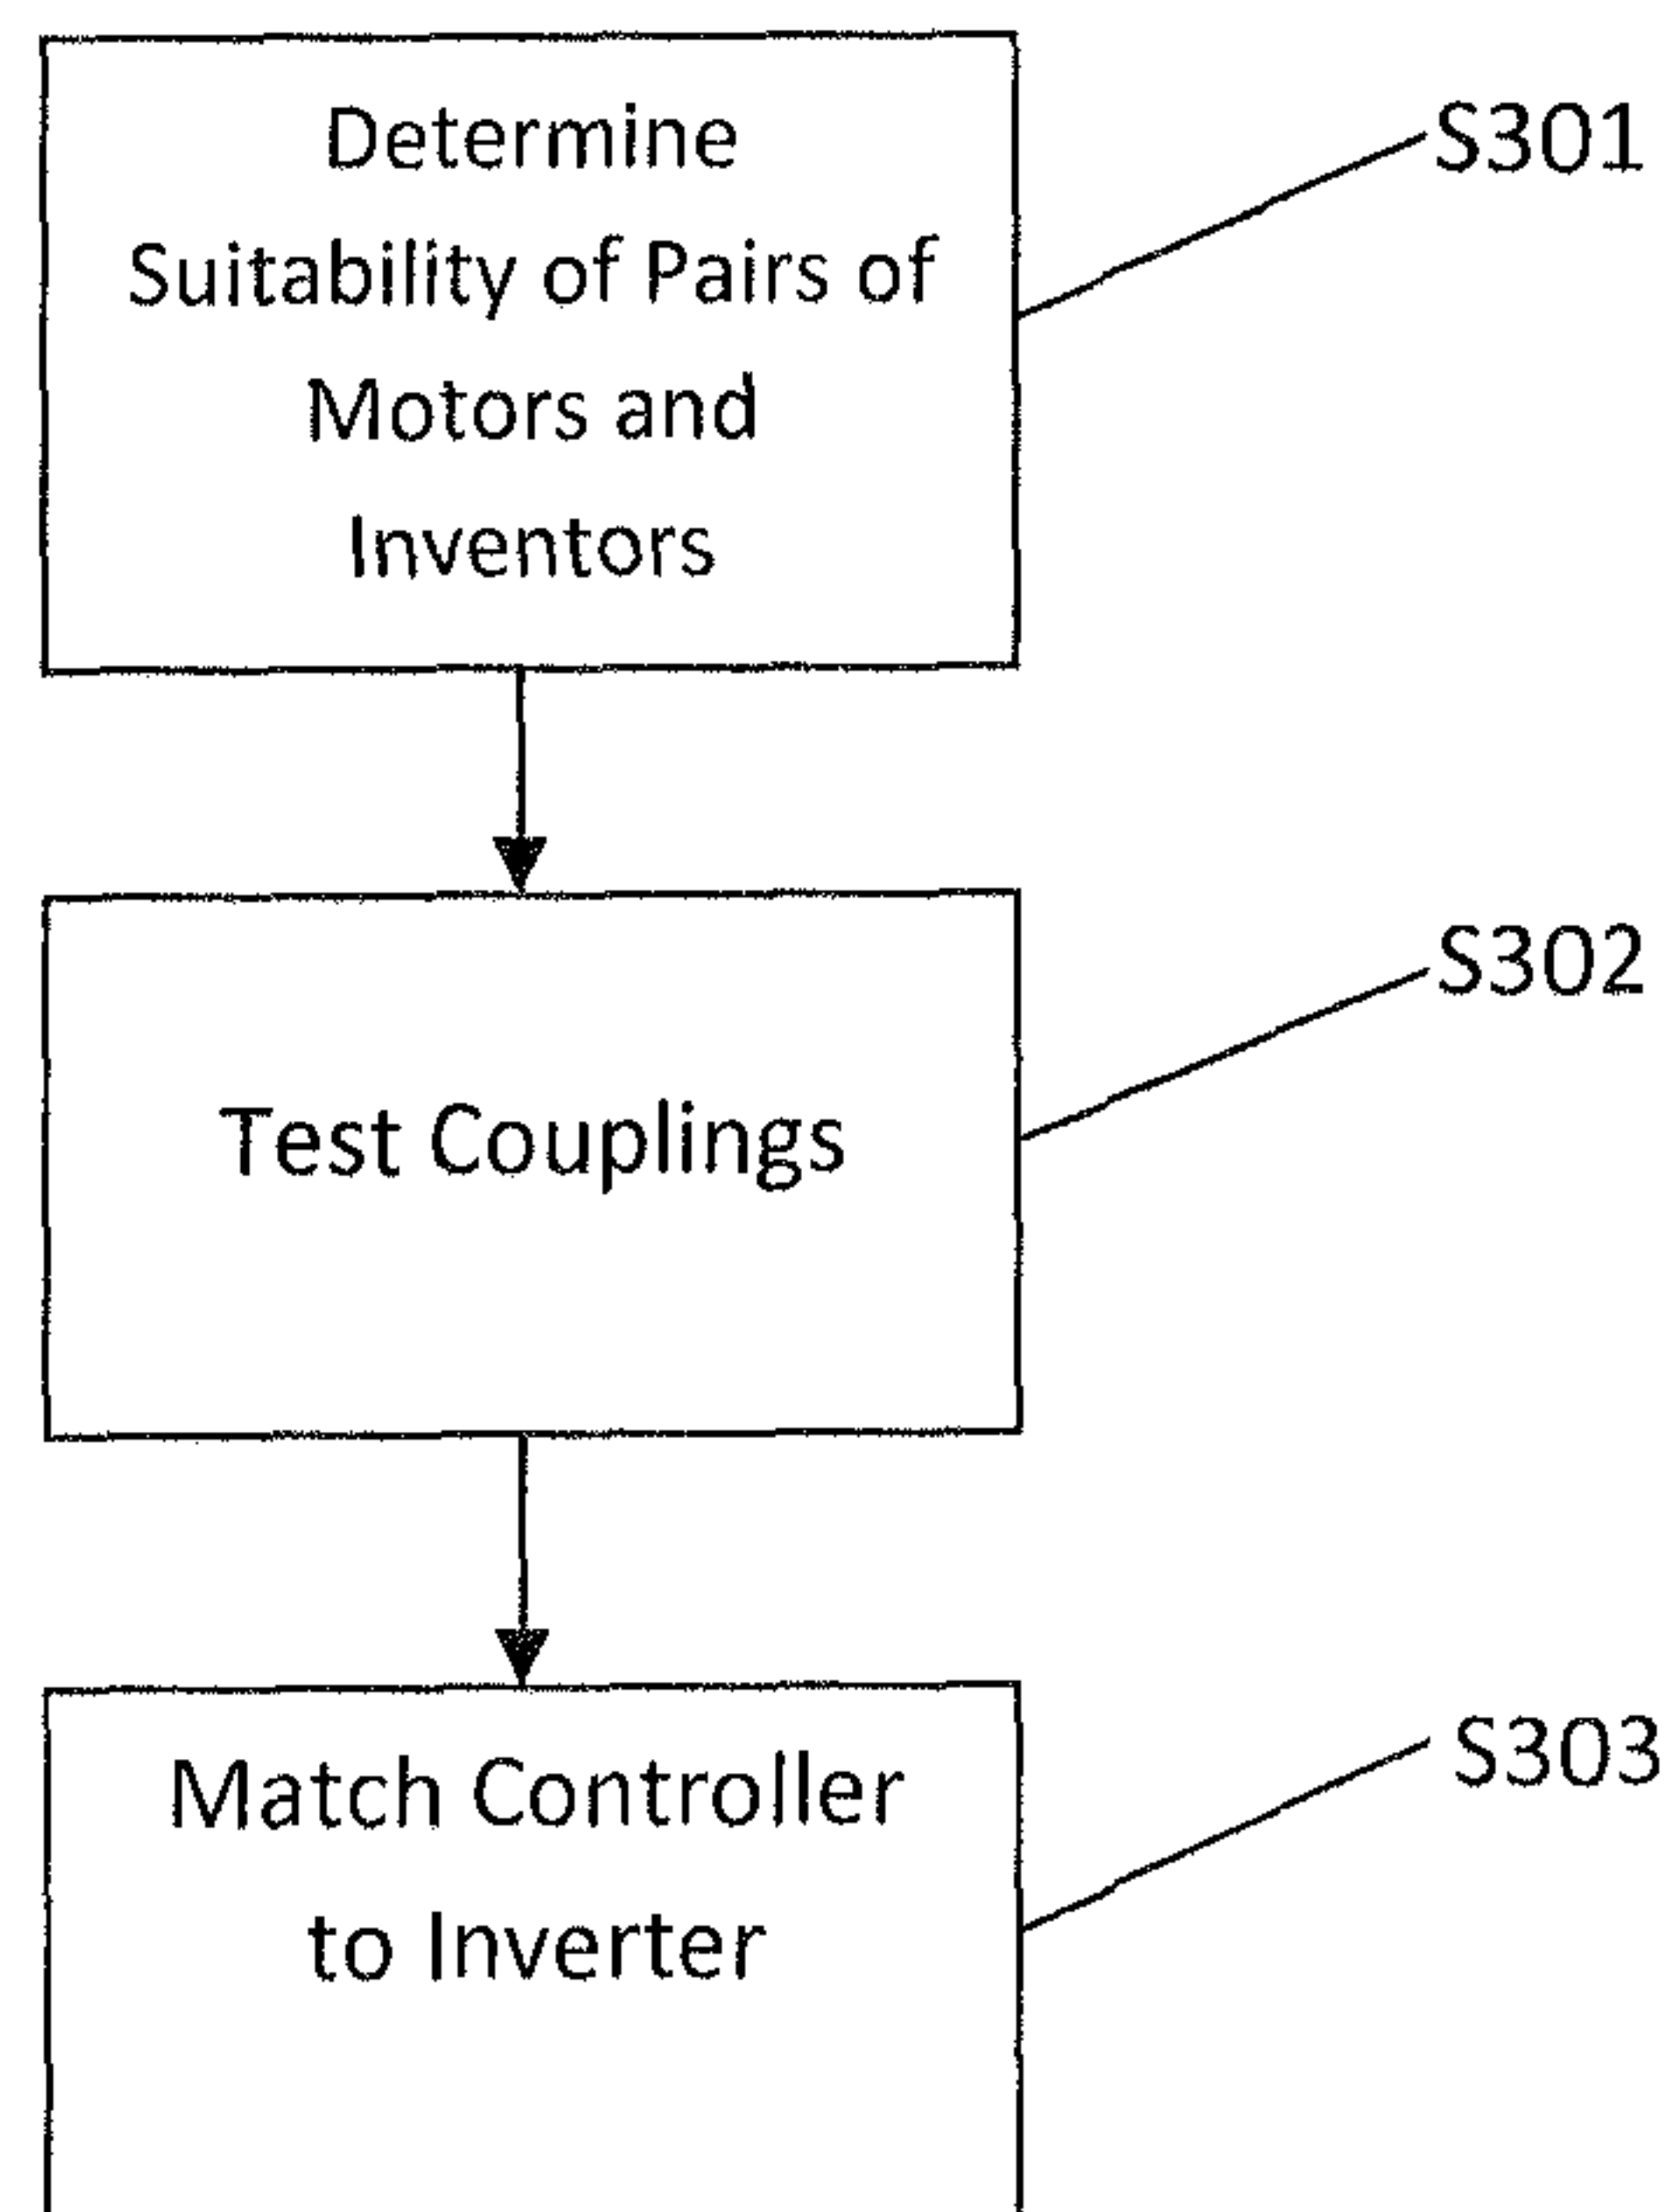 Determine
Suitability of Pairs of
Motors and
Inventors
S301
Test Couplings
S302
Match Controller
to Inverter
S303